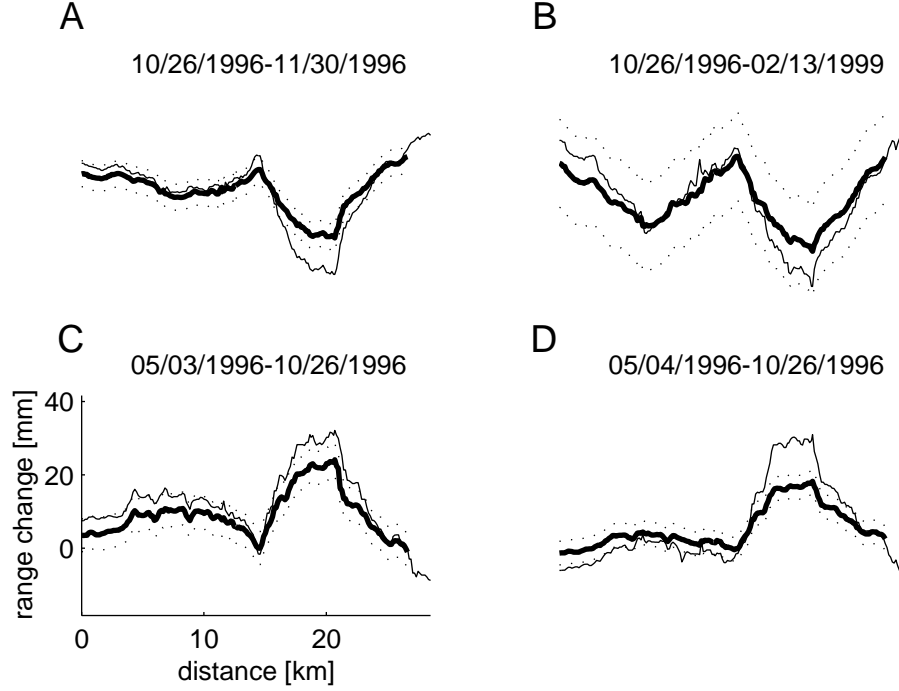 A
10/26/1996-11/30/1996
B
10/26/1996-02/13/1999
C
05/03/1996-10/26/1996
D
05/04/1996-10/26/1996
range change [mm]
40
20
0
0 10 20
distance [km]